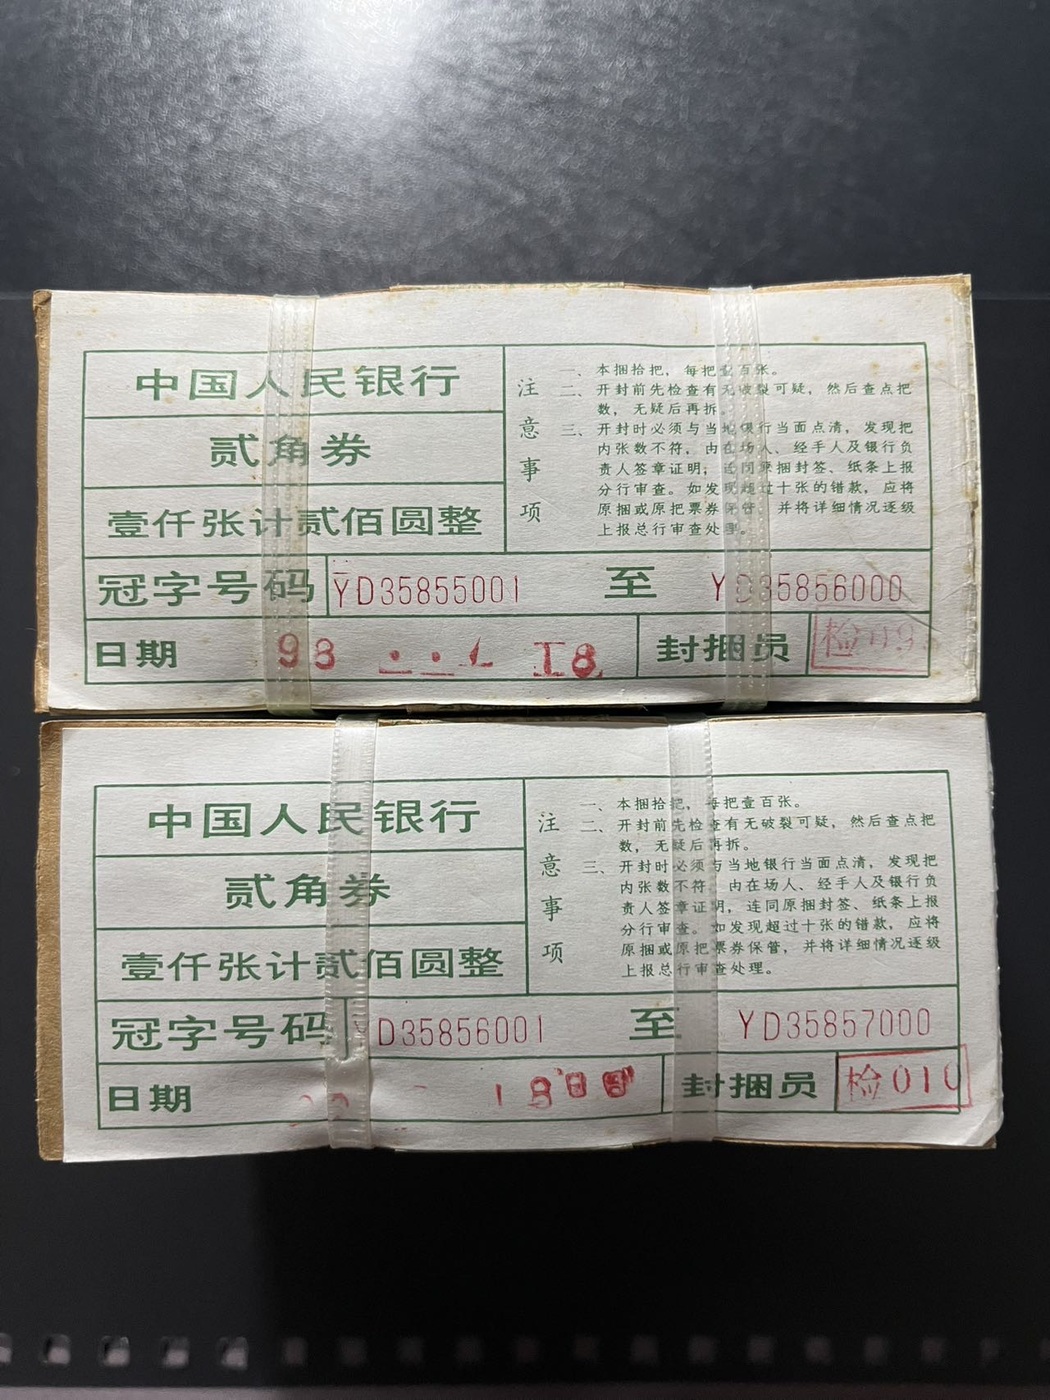 中国人民银行
贰角券
壹仟张计贰佰圆整
注意事项
一、本捆拾把，每把壹百张。
二、开封前先检查有无破裂可疑，然后查点把
数，无疑后再拆。
三、开封时必须与当地银行当面点清，发现把
内张数不符，由在场人、经手人及银行负
责人签章证明，连同原捆封签、纸条上报
分行审查。如发现超过十张的错款，应将
原捆或原把票券保管，并将详细情况逐级
上报总行审查处理。
冠字号码 YD35855001 至 YD35856000
日期 98 1 18 封捆员 检009
中国人民银行
贰角券
壹仟张计贰佰圆整
注意事项
一、本捆拾把，每把壹百张。
二、开封前先检查有无破裂可疑，然后查点把
数，无疑后再拆。
三、开封时必须与当地银行当面点清，发现把
内张数不符，由在场人、经手人及银行负
责人签章证明，连同原捆封签、纸条上报
分行审查。如发现超过十张的错款，应将
原捆或原把票券保管，并将详细情况逐级
上报总行审查处理。
冠字号码 D35856001 至 YD35857000
日期 封捆员 检010